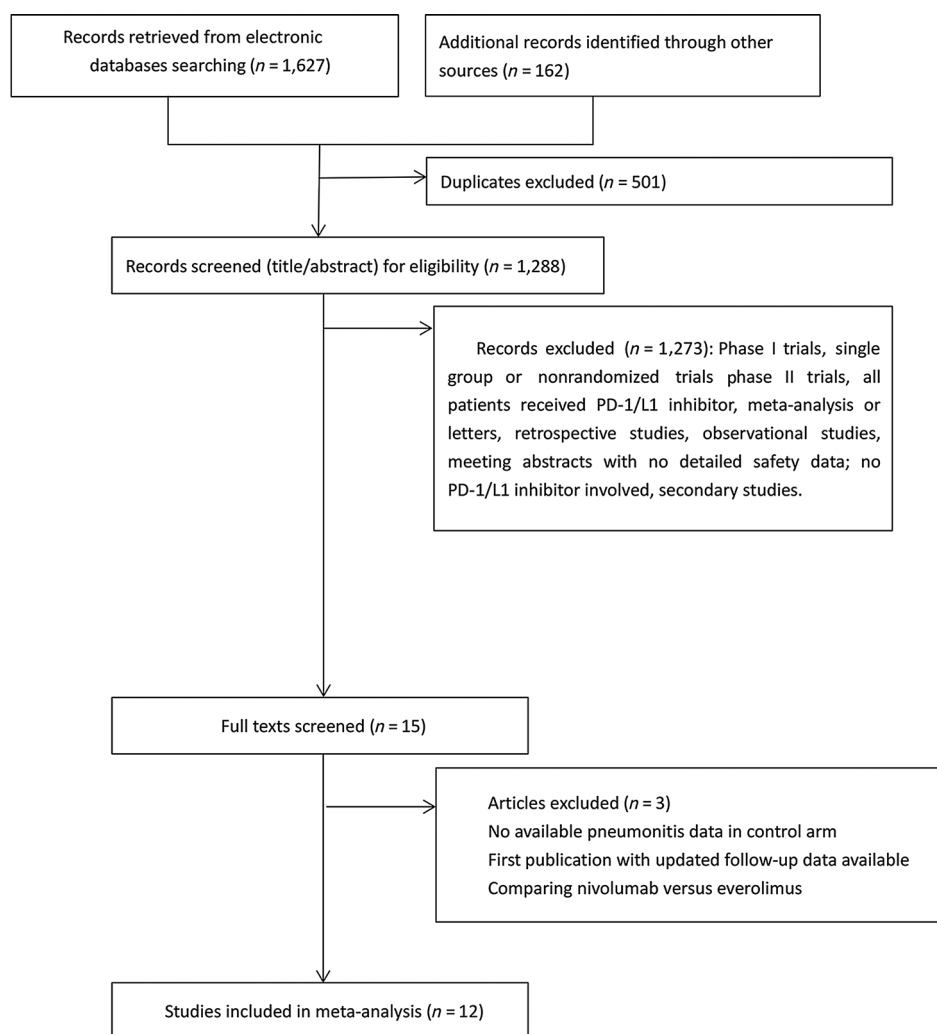 Records retrieved from electronic
databases searching (n = 1,627)
Additional records identified through other
sources (n = 162)
Duplicates excluded (n = 501)
Records screened (title/abstract) for eligibility (n = 1,288)
Records excluded (n = 1,273): Phase I trials, single
group or nonrandomized trials phase II trials, all
patients received PD-1/L1 inhibitor, meta-analysis or
letters, retrospective studies, observational studies,
meeting abstracts with no detailed safety data; no
PD-1/L1 inhibitor involved, secondary studies.
Full texts screened (n = 15)
Articles excluded (n = 3)
No available pneumonitis data in control arm
First publication with updated follow-up data available
Comparing nivolumab versus everolimus
Studies included in meta-analysis (n = 12)